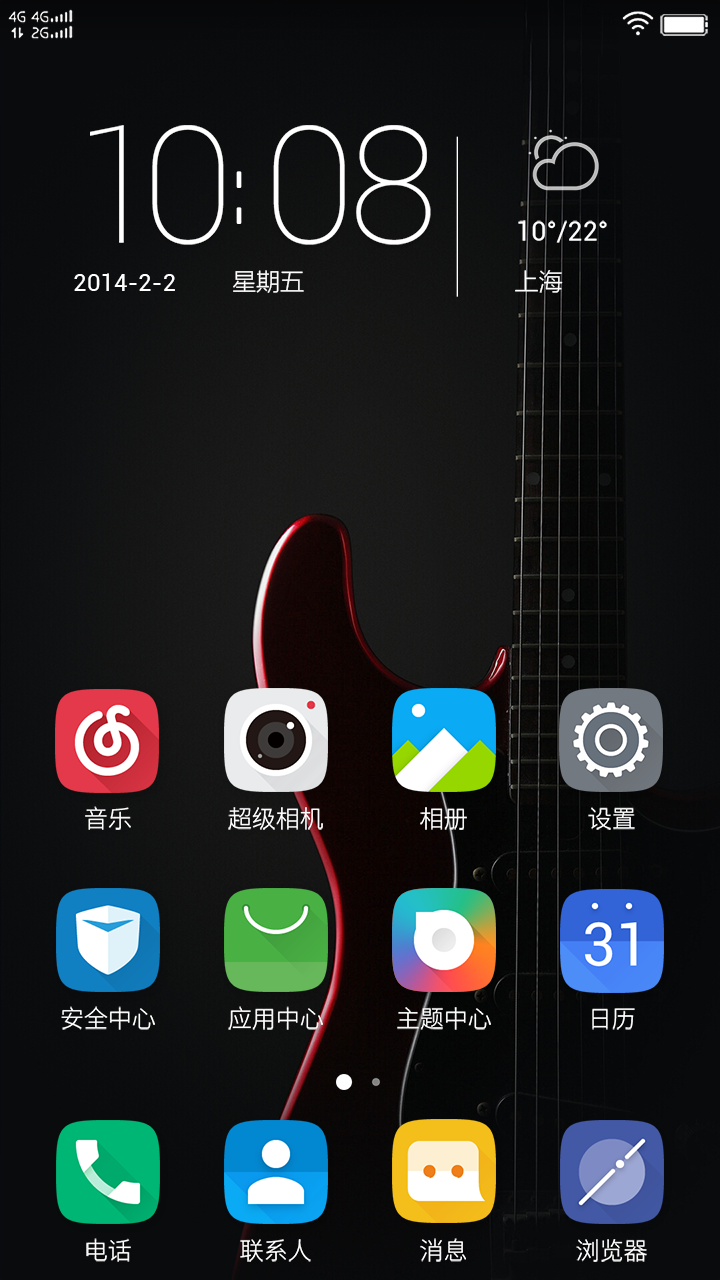 4G 4G
2G
10:08
2014-2-2 星期五
10°/22°
上海
音乐 超级相机 相册 设置
31
安全中心 应用中心 主题中心 日历
电话 联系人 消息 浏览器